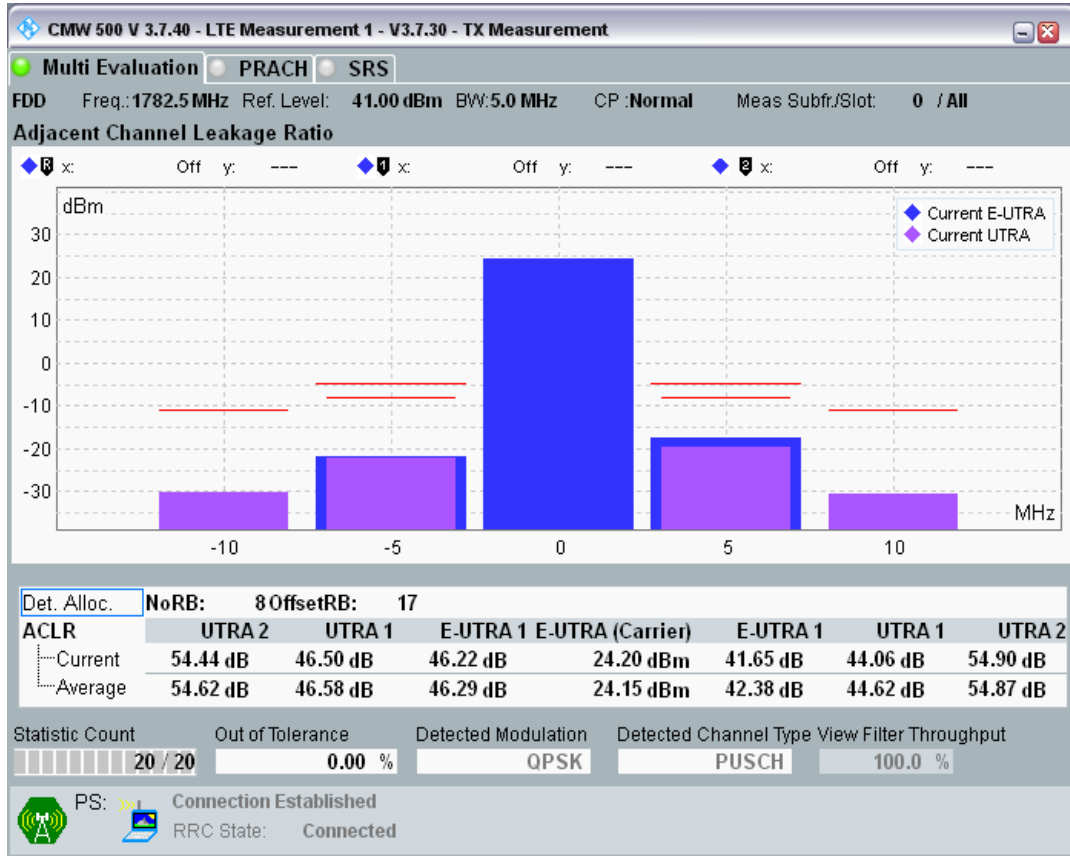 CMW 500 V 3.7.40 - LTE Measurement 1 - V3.7.30 - TX Measurement
Multi Evaluation PRACH SRS
FDD Freq.: 1782.5 MHz Ref. Level: 41.00 dBm BW: 5.0 MHz CP : Normal Meas Subfr./Slot: 0 / All
Adjacent Channel Leakage Ratio
R x: Off y: --- 1 x: Off y: --- 2 x: Off y: ---
dBm
Current E-UTRA
Current UTRA
30
20
10
0
-10
-20
-30
MHz
-10 -5 0 5 10
Det. Alloc. NoRB: 8 OffsetRB: 17
ACLR UTRA 2 UTRA 1 E-UTRA 1 E-UTRA (Carrier) E-UTRA 1 UTRA 1 UTRA 2
Current 54.44 dB 46.50 dB 46.22 dB 24.20 dBm 41.65 dB 44.06 dB 54.90 dB
Average 54.62 dB 46.58 dB 46.29 dB 24.15 dBm 42.38 dB 44.62 dB 54.87 dB
Statistic Count Out of Tolerance Detected Modulation Detected Channel Type View Filter Throughput
20 / 20 0.00 % QPSK PUSCH 100.0 %
PS: Connection Established
RRC State: Connected